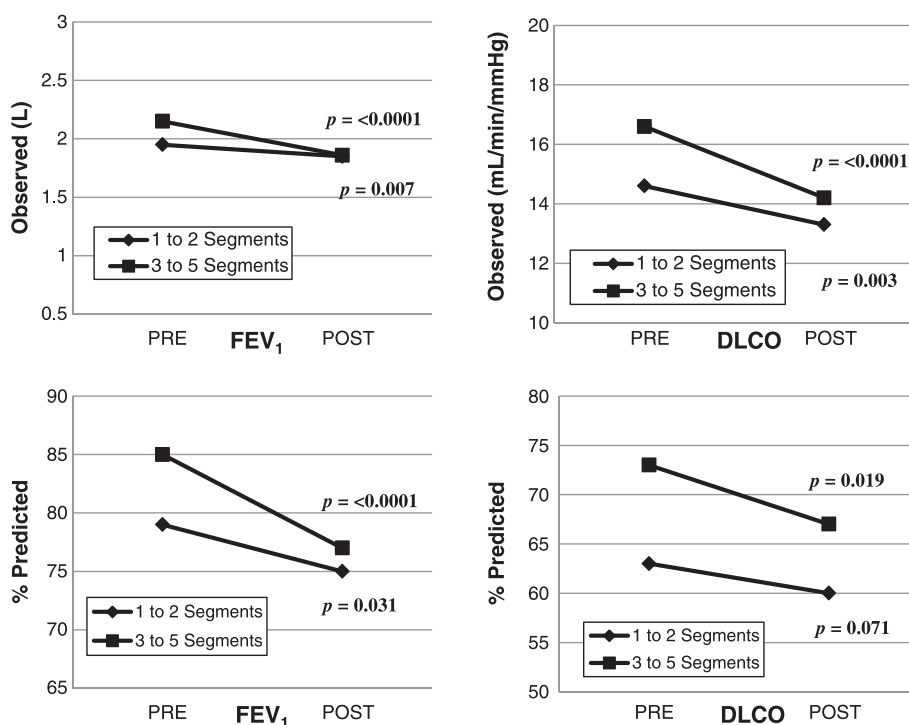 3
2.5
2
1.5
1
0.5
Observed (L)
p = <0.0001
p = 0.007
1 to 2 Segments
3 to 5 Segments
PRE FEV1 POST
20
18
16
14
12
10
Observed (mL/min/mmHg)
p = <0.0001
p = 0.003
1 to 2 Segments
3 to 5 Segments
PRE DLCO POST
90
85
80
75
70
65
% Predicted
p = <0.0001
p = 0.031
1 to 2 Segments
3 to 5 Segments
PRE FEV1 POST
80
75
70
65
60
55
50
% Predicted
p = 0.019
p = 0.071
1 to 2 Segments
3 to 5 Segments
PRE DLCO POST